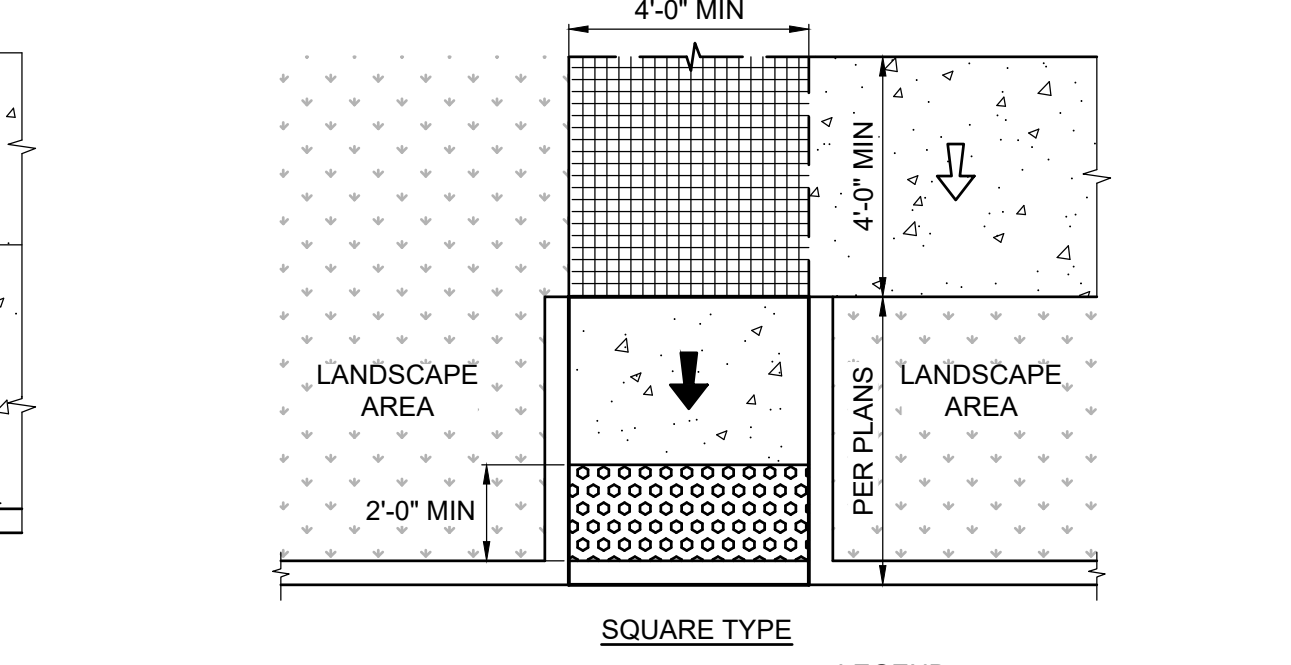 4'-0" MIN
4'-0" MIN
LANDSCAPE
AREA
PER PLANS
LANDSCAPE
AREA
2'-0" MIN
SQUARE TYPE